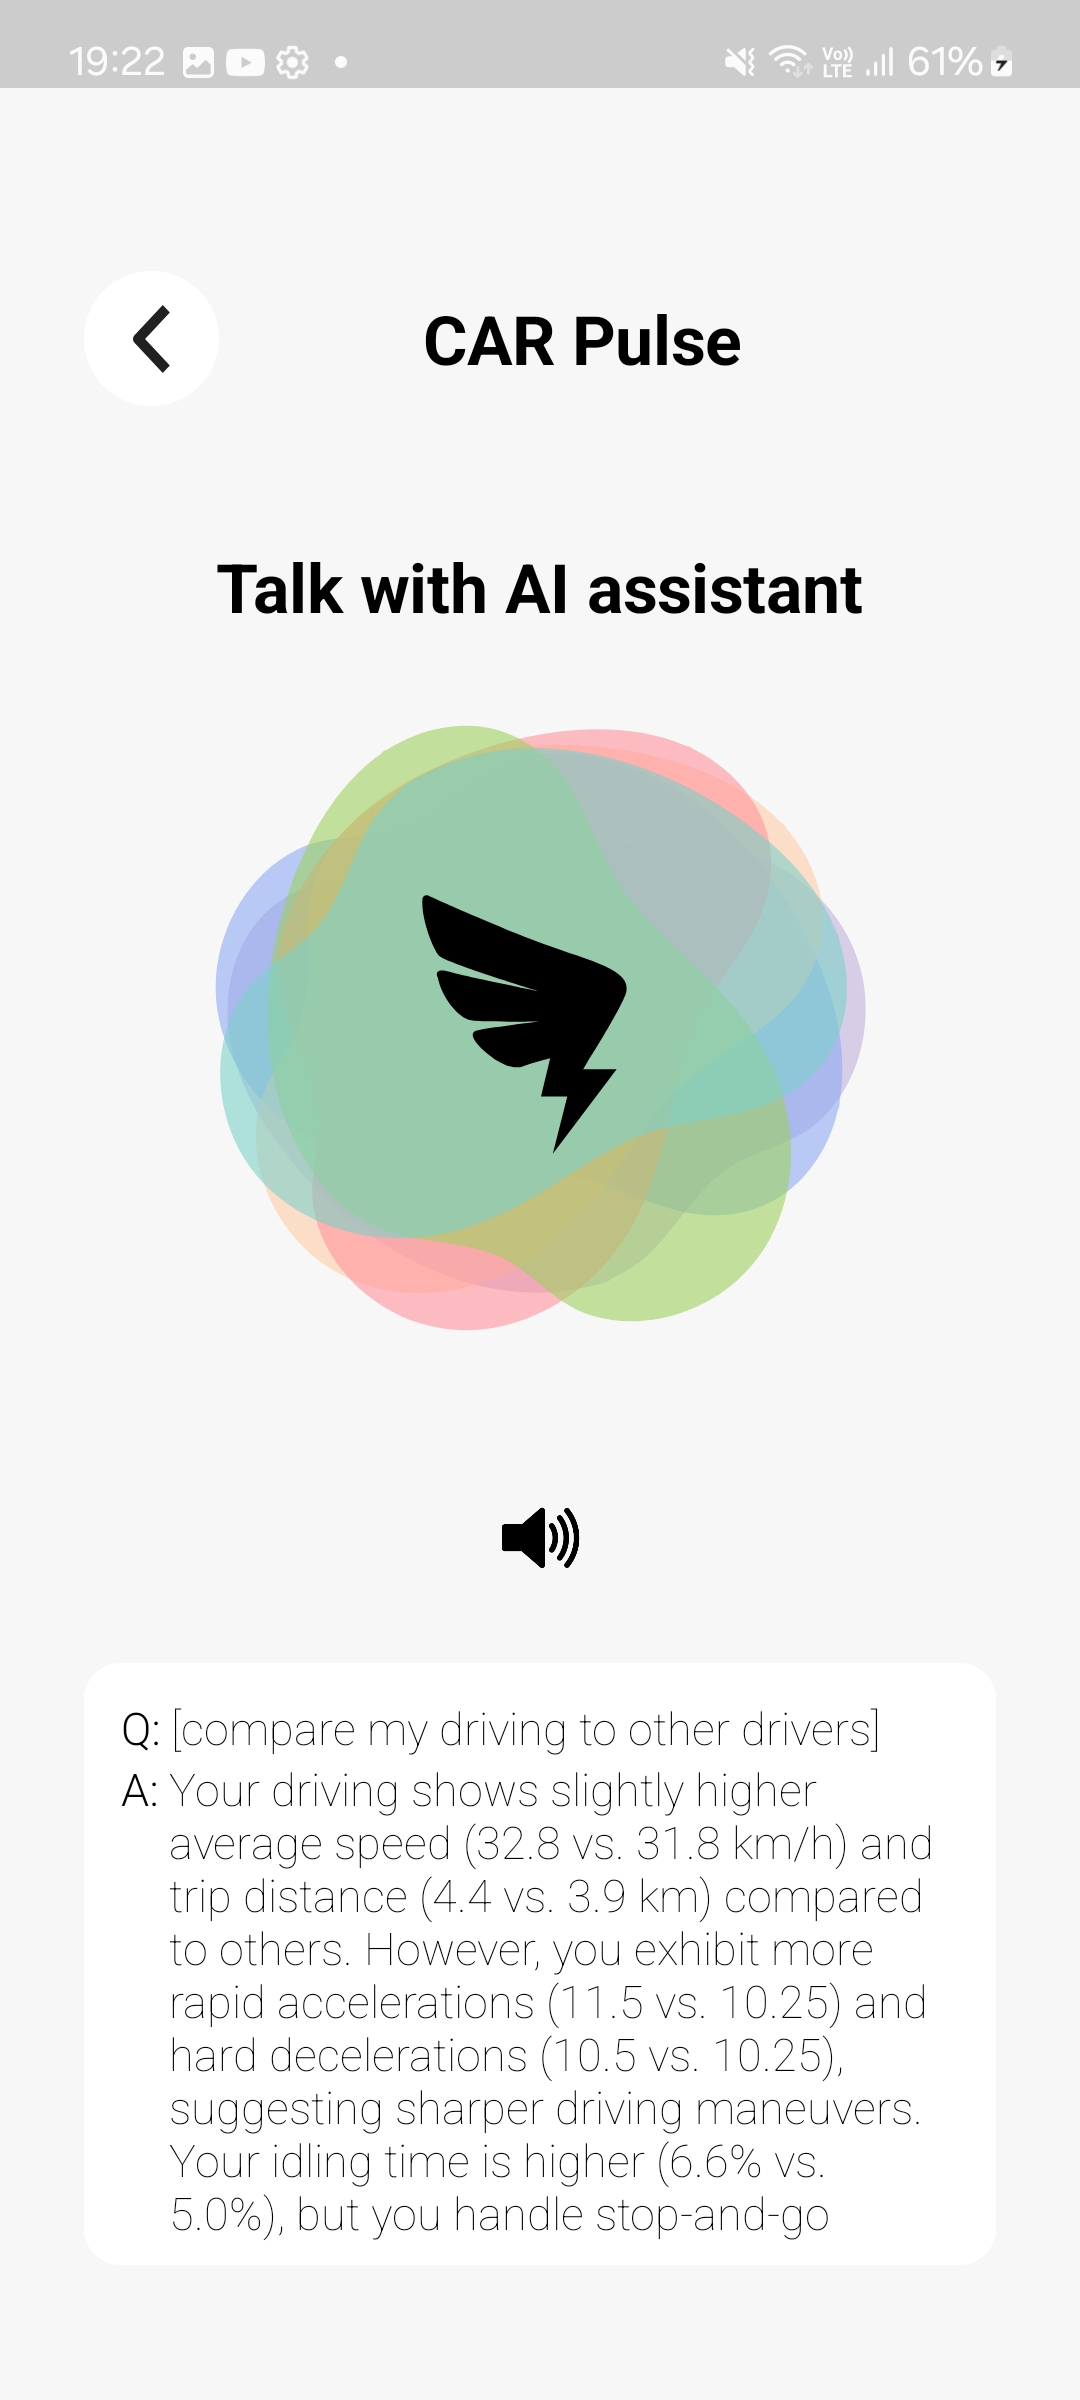 19:22
Vo))
LTE
61%
CAR Pulse
Talk with AI assistant
Q: [compare my driving to other drivers]
A: Your driving shows slightly higher
average speed (32.8 vs. 31.8 km/h) and
trip distance (4.4 vs. 3.9 km) compared
to others. However, you exhibit more
rapid accelerations (11.5 vs. 10.25) and
hard decelerations (10.5 vs. 10.25),
suggesting sharper driving maneuvers.
Your idling time is higher (6.6% vs.
5.0%), but you handle stop-and-go